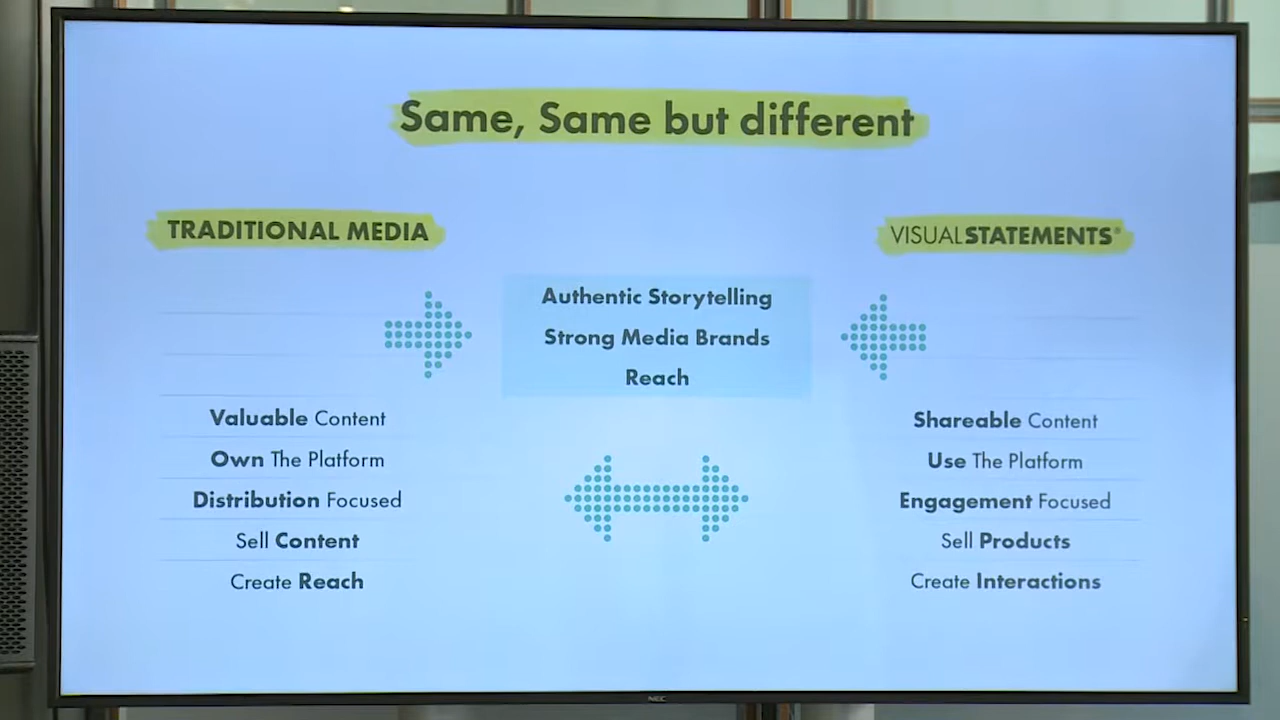 Same, Same but different
TRADITIONAL MEDIA
VISUALSTATEMENTS®
Authentic Storytelling
Strong Media Brands
Reach
Valuable Content
Own The Platform
Distribution Focused
Sell Content
Create Reach
Shareable Content
Use The Platform
Engagement Focused
Sell Products
Create Interactions
NEC